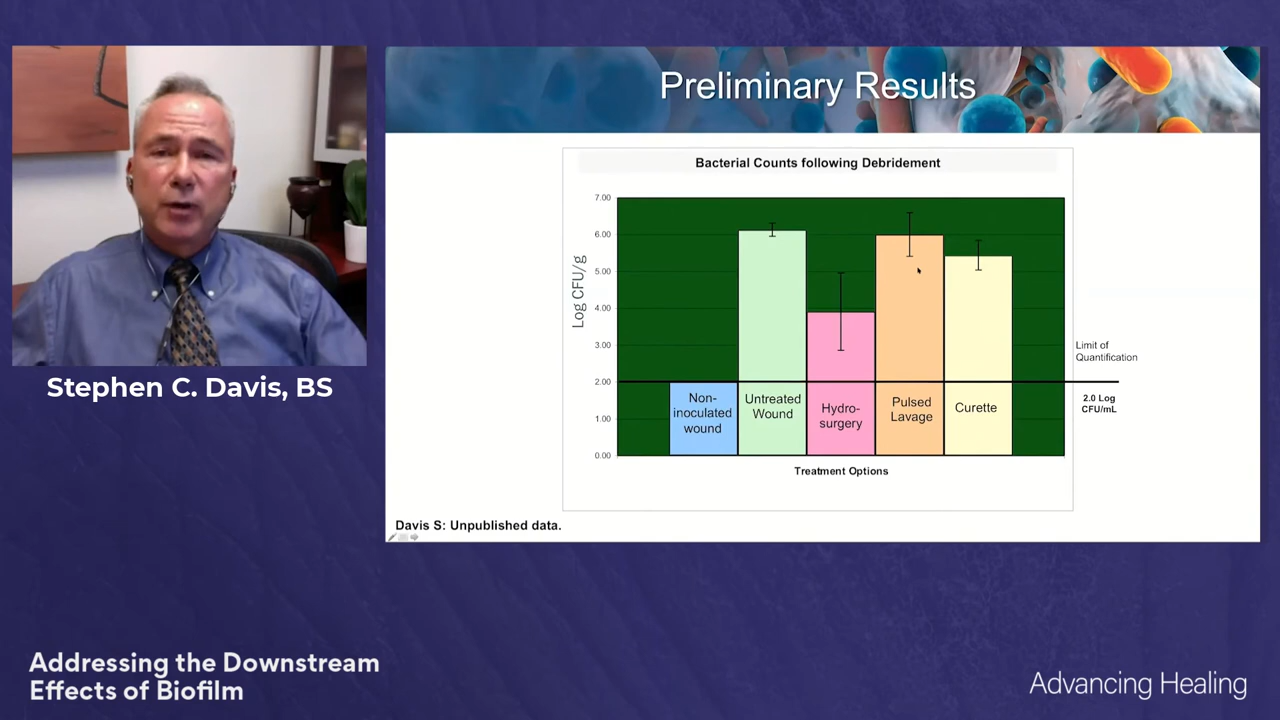 Preliminary Results
Bacterial Counts following Debridement
7.00
6.00
5.00
4.00
3.00
2.00
1.00
0.00
Log CFU/g
Non-
inoculated
wound
Untreated
Wound
Hydro-
surgery
Pulsed
Lavage
Curette
Limit of
Quantification
2.0 Log
CFU/mL
Treatment Options
Davis S: Unpublished data.
Stephen C. Davis, BS
Addressing the Downstream
Effects of Biofilm
Advancing Healing